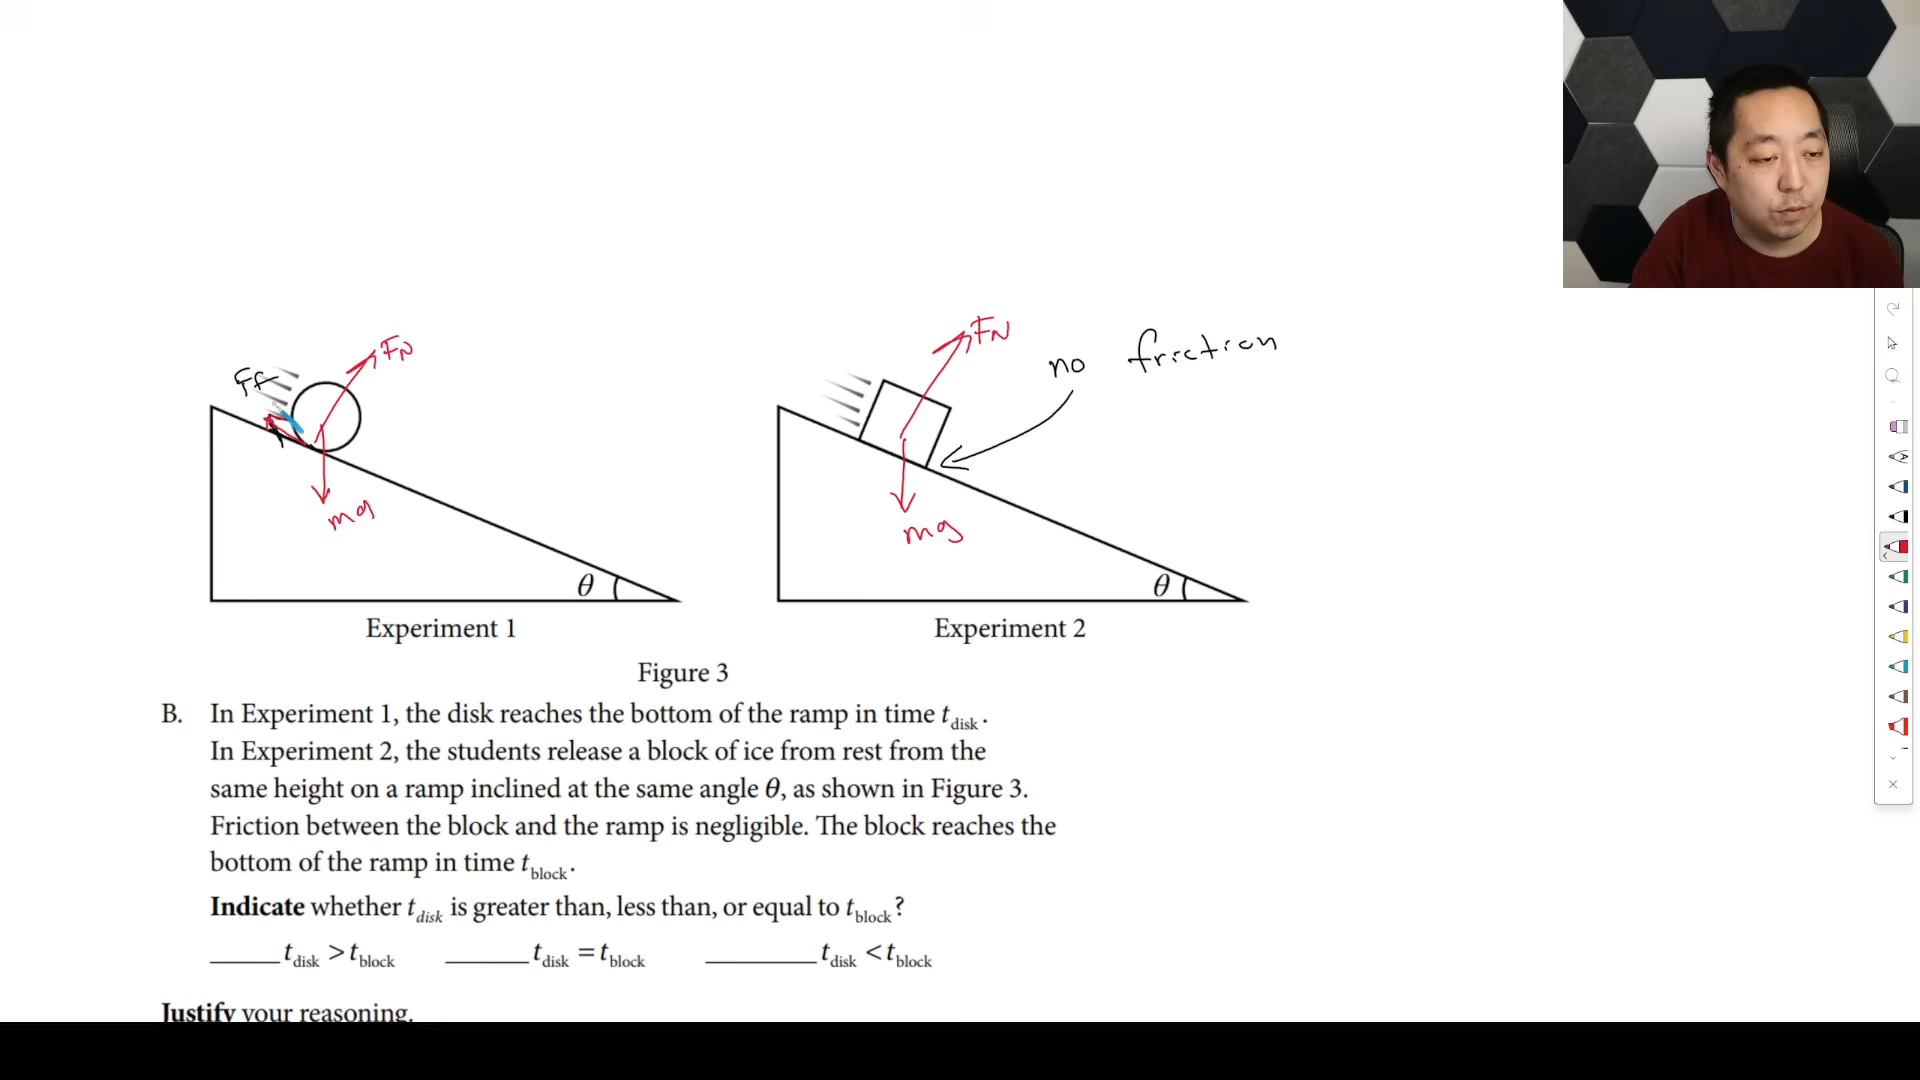 FN
Ff
mg
θ
Experiment 1
FN
no friction
mg
θ
Experiment 2
Figure 3
B. In Experiment 1, the disk reaches the bottom of the ramp in time t_disk.
In Experiment 2, the students release a block of ice from rest from the
same height on a ramp inclined at the same angle θ, as shown in Figure 3.
Friction between the block and the ramp is negligible. The block reaches the
bottom of the ramp in time t_block.
Indicate whether t_disk is greater than, less than, or equal to t_block?
_____ t_disk > t_block ______ t_disk = t_block ________ t_disk < t_block
Justify your reasoning.